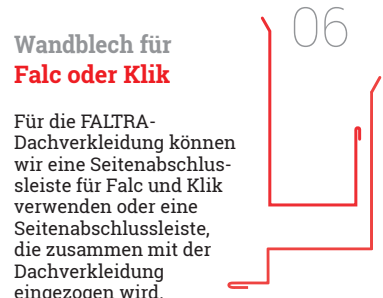 06
Wandblech für
Falc oder Klik
Für die FALTRA-
Dachverkleidung können
wir eine Seitenabschlus-
sleiste für Falc und Klik
verwenden oder eine
Seitenabschlussleiste,
die zusammen mit der
Dachverkleidung
eingezogen wird.